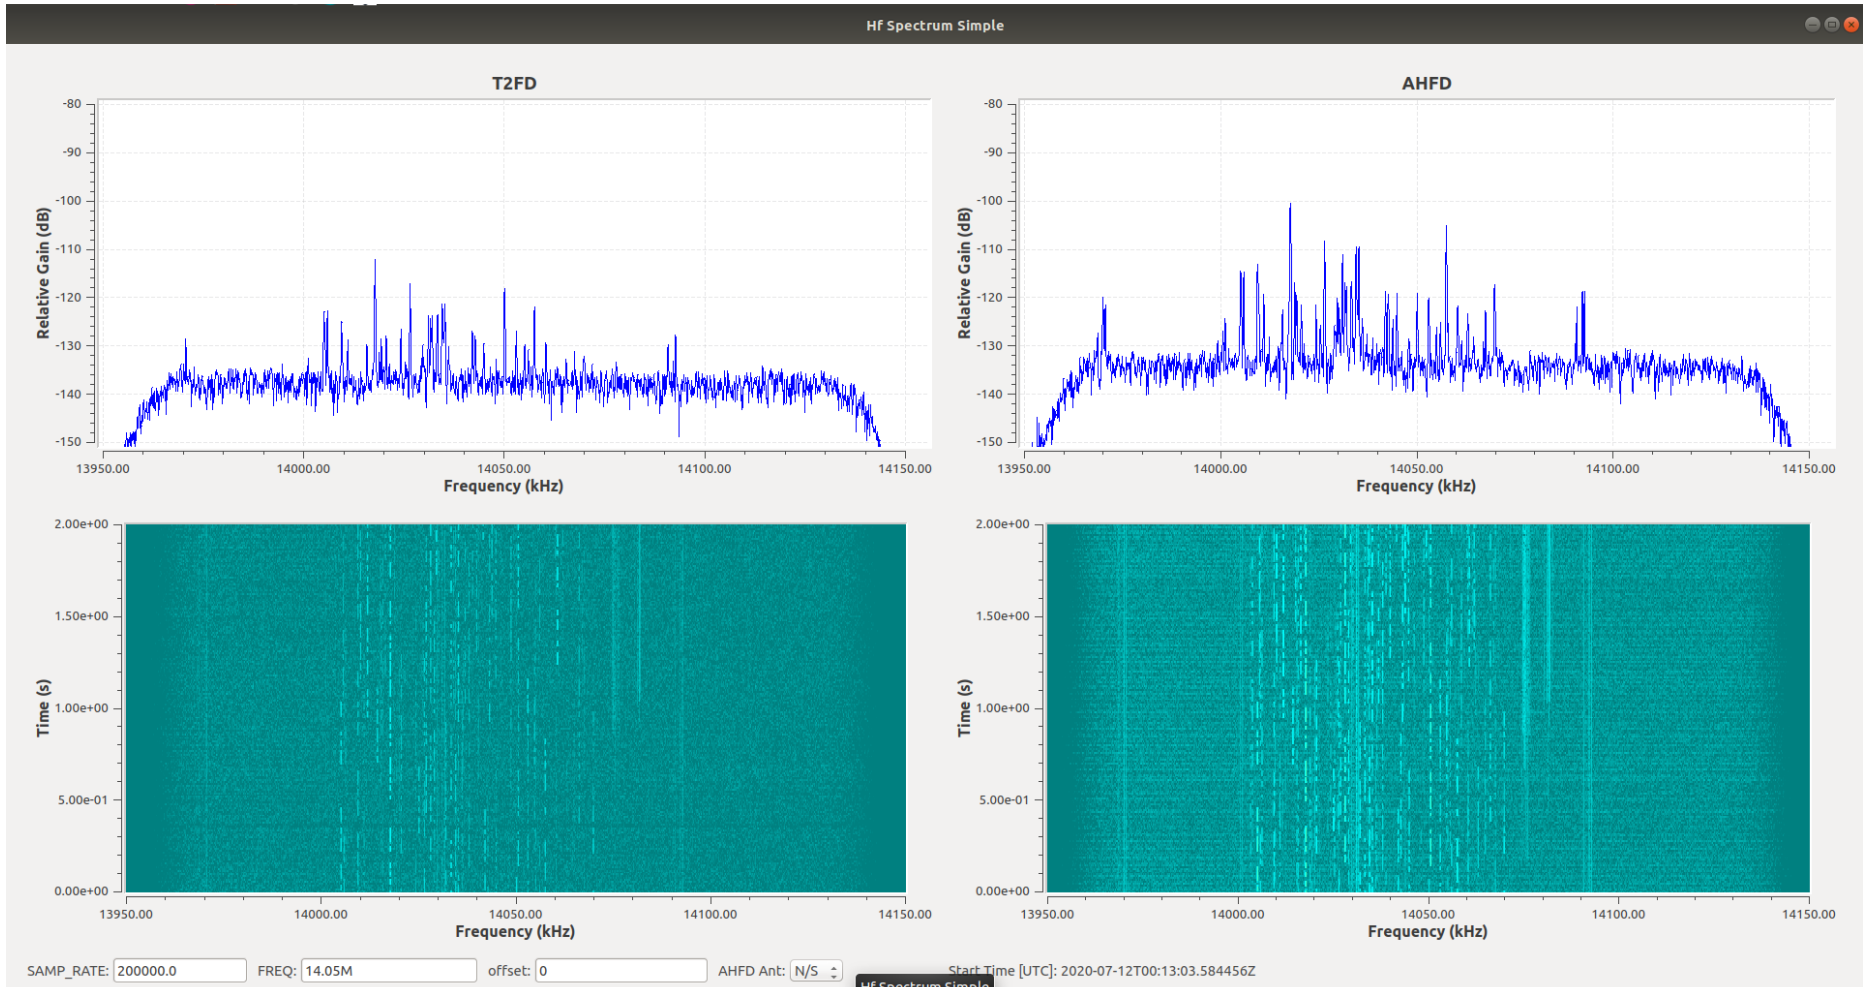 Hf Spectrum Simple
T2FD
-80
-90
-100
-110
-120
-130
-140
-150
Relative Gain (dB)
13950.00 14000.00 14050.00 14100.00 14150.00
Frequency (kHz)
AHFD
-80
-90
-100
-110
-120
-130
-140
-150
Relative Gain (dB)
13950.00 14000.00 14050.00 14100.00 14150.00
Frequency (kHz)
2.00e+00
1.50e+00
1.00e+00
5.00e-01
0.00e+00
Time (s)
13950.00 14000.00 14050.00 14100.00 14150.00
Frequency (kHz)
2.00e+00
1.50e+00
1.00e+00
5.00e-01
0.00e+00
Time (s)
13950.00 14000.00 14050.00 14100.00 14150.00
Frequency (kHz)
SAMP_RATE: 200000.0 FREQ: 14.05M offset: 0 AHFD Ant: N/S Start Time [UTC]: 2020-07-12T00:13:03.584456Z
Hf Spectrum Simple